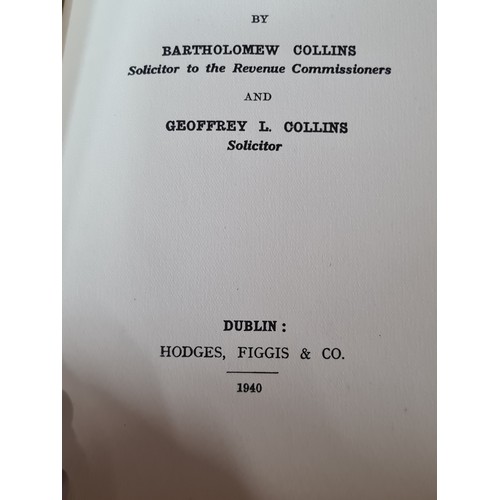 BY
BARTHOLOMEW COLLINS
Solicitor to the Revenue Commissioners
AND
GEOFFREY L. COLLINS
Solicitor
DUBLIN :
HODGES, FIGGIS & CO.
1940